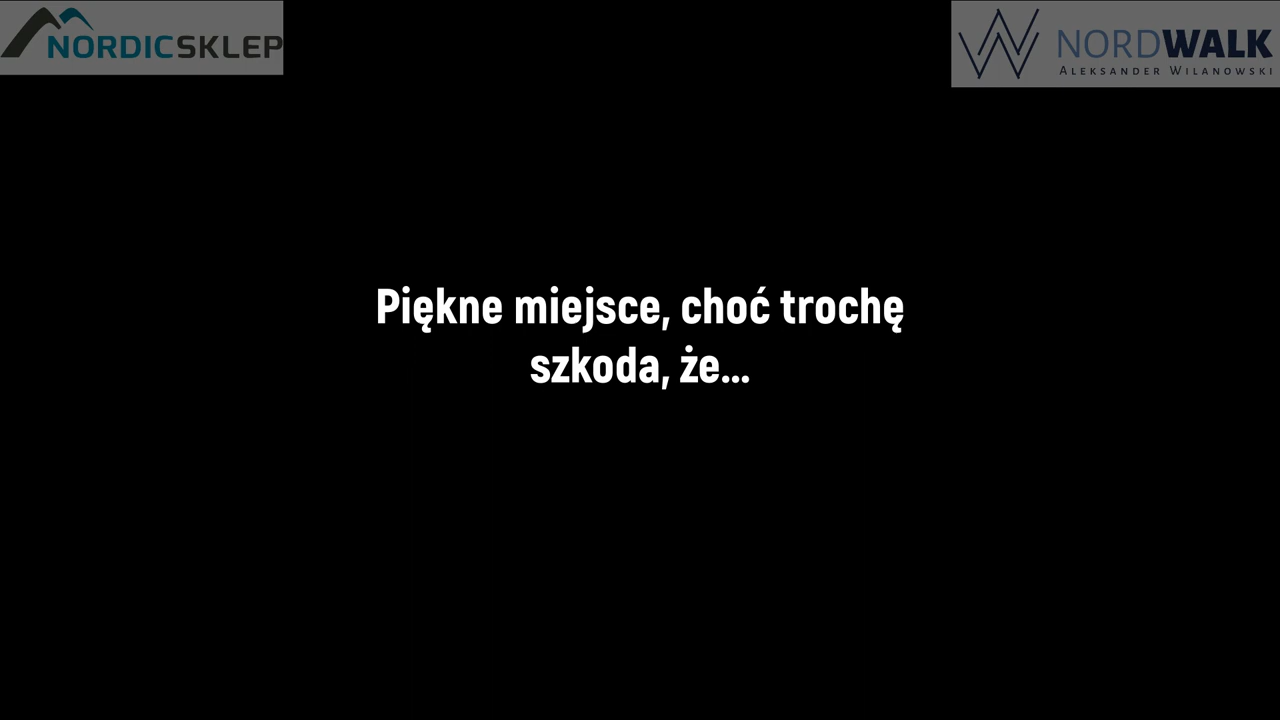 NORDICSKLEP
NORDWALK
ALEKSANDER WILANOWSKI
Piękne miejsce, choć trochę
szkoda, że...